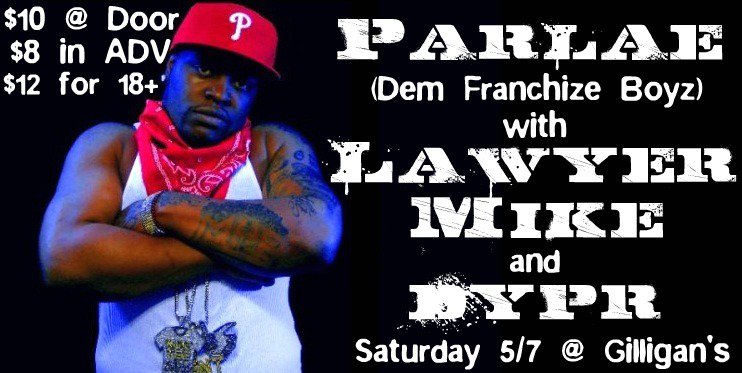 $10 @ Door
$8 in ADV
$12 for 18+
PARLAE
(Dem Franchize Boyz)
with
LAWYER
MIKE
and
DYPR
Saturday 5/7 @ Gilligan's
P